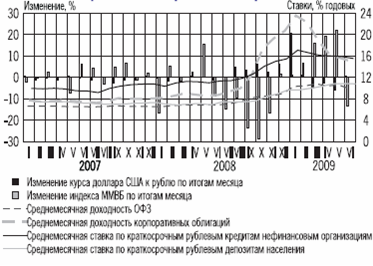 Изменение, %
Ставки, % годовых
30
20
10
0
-10
-20
-30
24
20
16
12
8
4
0
2007
2008
2009
Изменение курса доллара США к рублю по итогам месяца
Изменение индекса ММВБ по итогам месяца
Среднемесячная доходность ОФЗ
Среднемесячная доходность корпоративных облигаций
Среднемесячная ставка по краткосрочным рублевым кредитам нефинансовым организациям
Среднемесячная ставка по краткосрочным рублевым депозитам населения